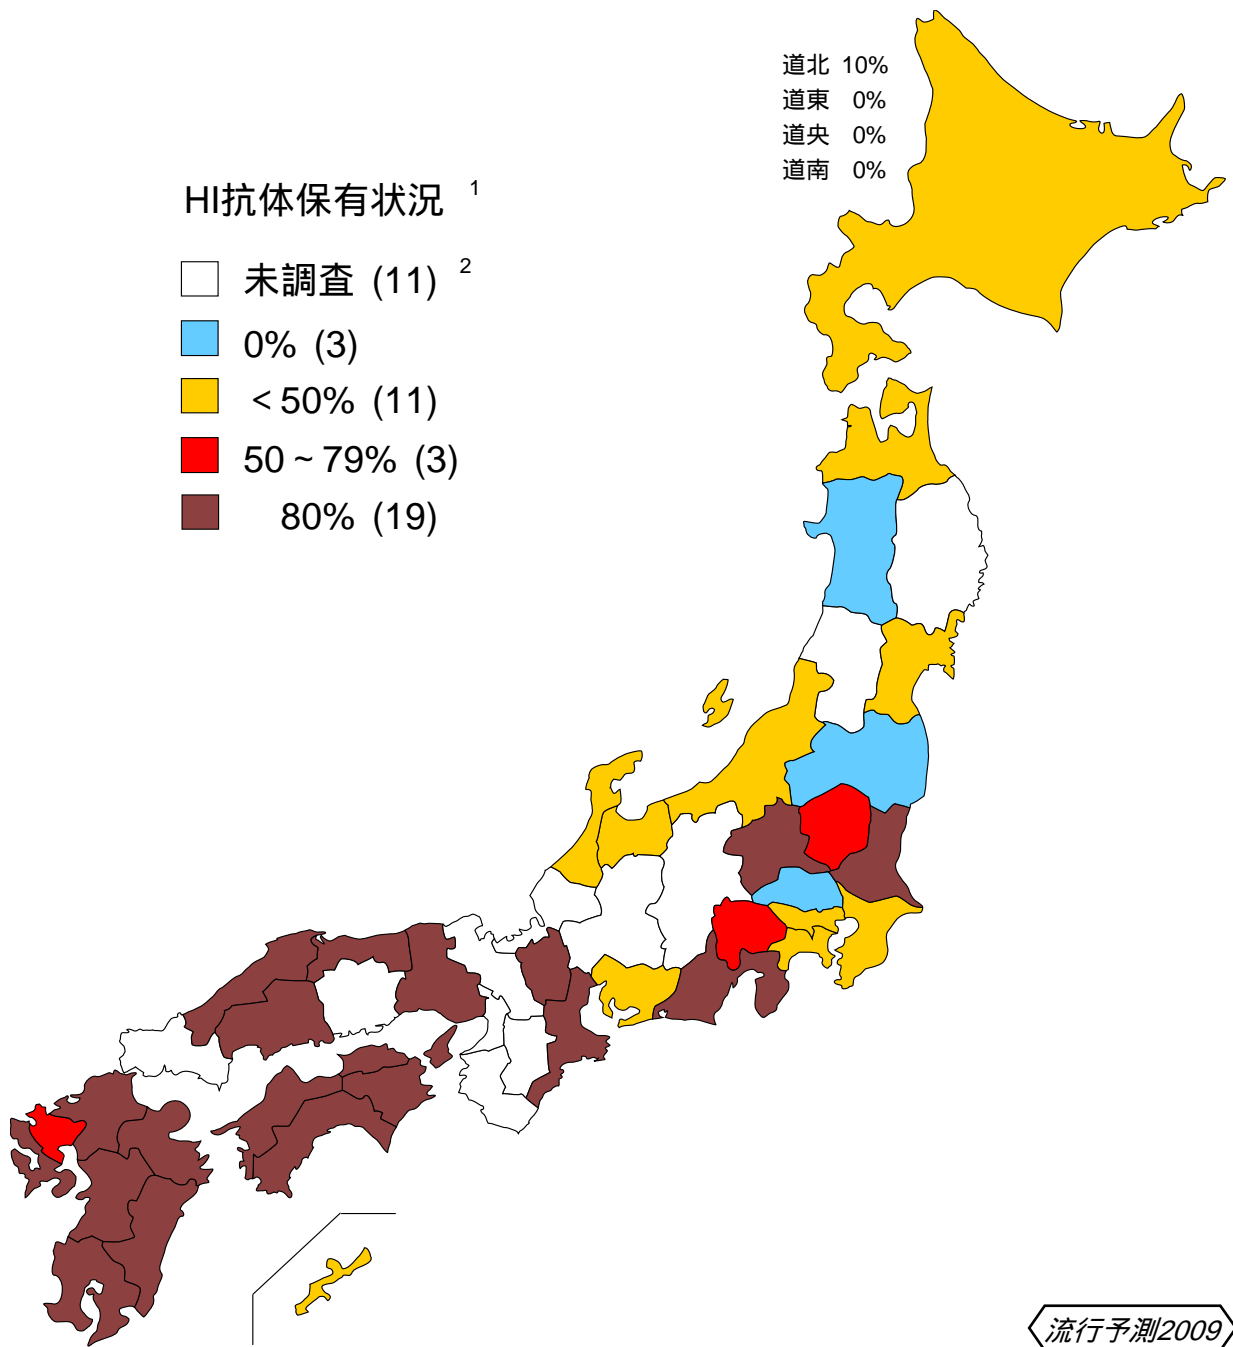 道北 10%
道東 0%
道央 0%
道南 0%
HI抗体保有状況 1
未調査 (11) 2
0% (3)
<50% (11)
50~79% (3)
80% (19)
流行予測2009